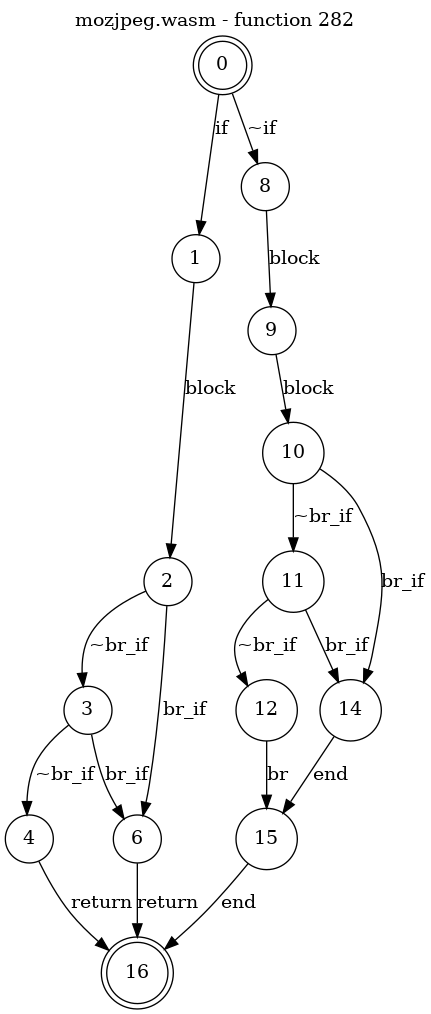 mozjpeg.wasm - function 282
0
if
~if
8
1
block
9
block
block
10
~br_if
br_if
2
11
~br_if
~br_if
br_if
br_if
3
12
14
~br_if
br_if
br
end
4
6
15
return
return
end
16